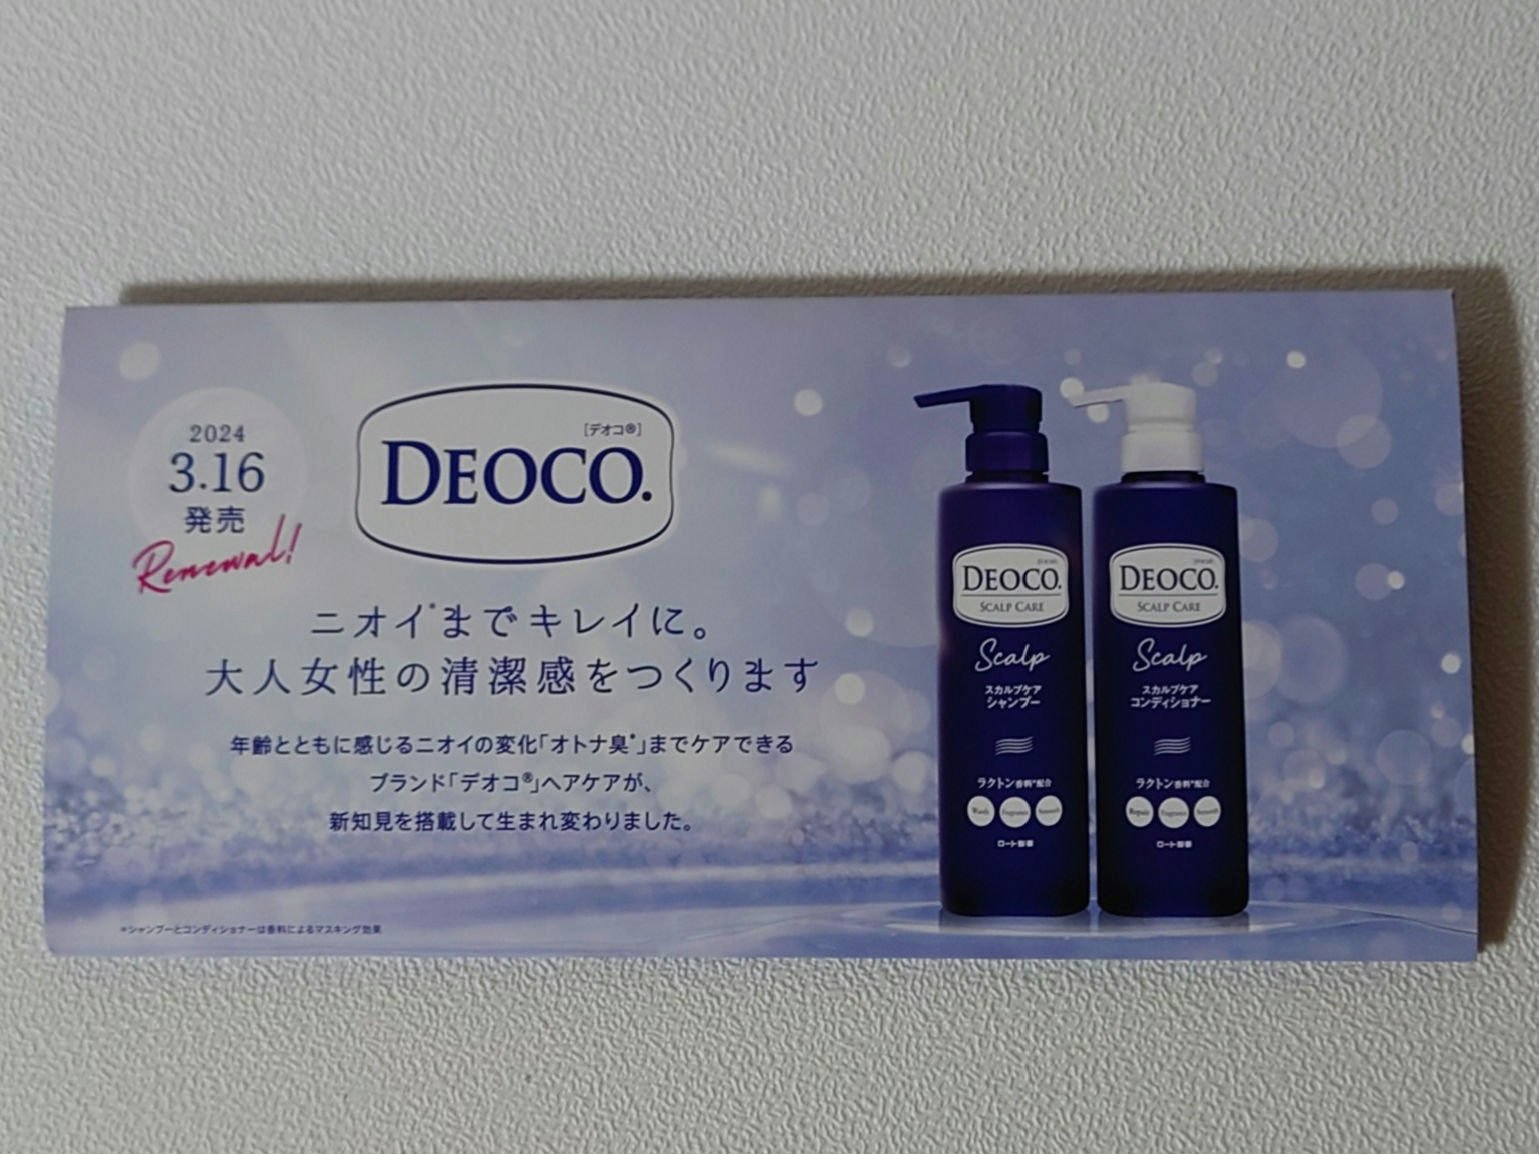 2024
3.16
発売
Renewal!
[デオコ®]
DEOCO.
ニオイ*までキレイに。
大人女性の清潔感をつくります
年齢とともに感じるニオイの変化「オトナ臭*」までケアできる
ブランド「デオコ®」ヘアケアが、
新知見を搭載して生まれ変わりました。
*シャンプーとコンディショナーは香料によるマスキング効果
DEOCO.
SCALP CARE
Scalp
スカルプケア
シャンプー
ラクトン香料*配合
Wash Fragrance Smooth
ロート製薬
DEOCO.
SCALP CARE
Scalp
スカルプケア
コンディショナー
ラクトン香料*配合
Repair Fragrance Smooth
ロート製薬